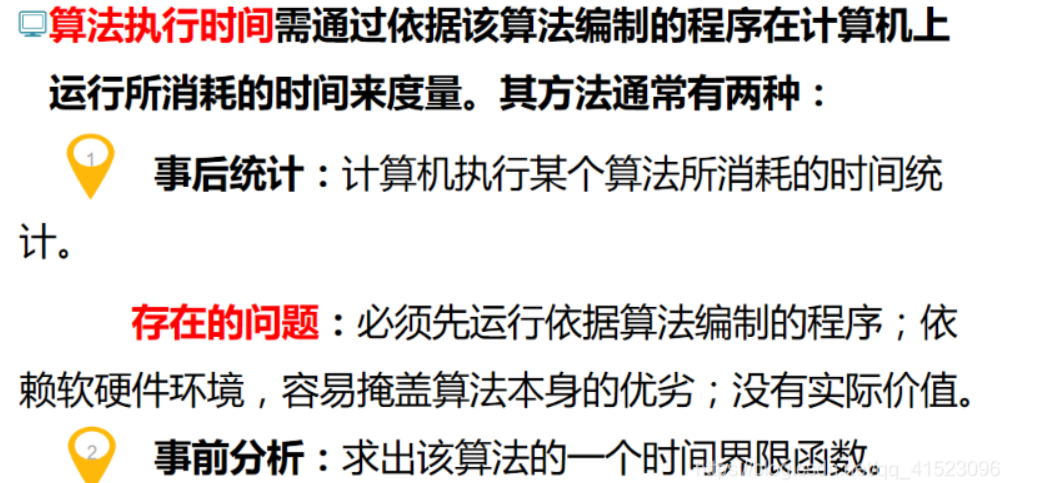 算法执行时间需通过依据该算法编制的程序在计算机上
运行所消耗的时间来度量。其方法通常有两种：
1 事后统计：计算机执行某个算法所消耗的时间统
计。
存在的问题：必须先运行依据算法编制的程序；依
赖软硬件环境，容易掩盖算法本身的优劣；没有实际价值。
2 事前分析：求出该算法的一个时间界限函数。
qq_41523096